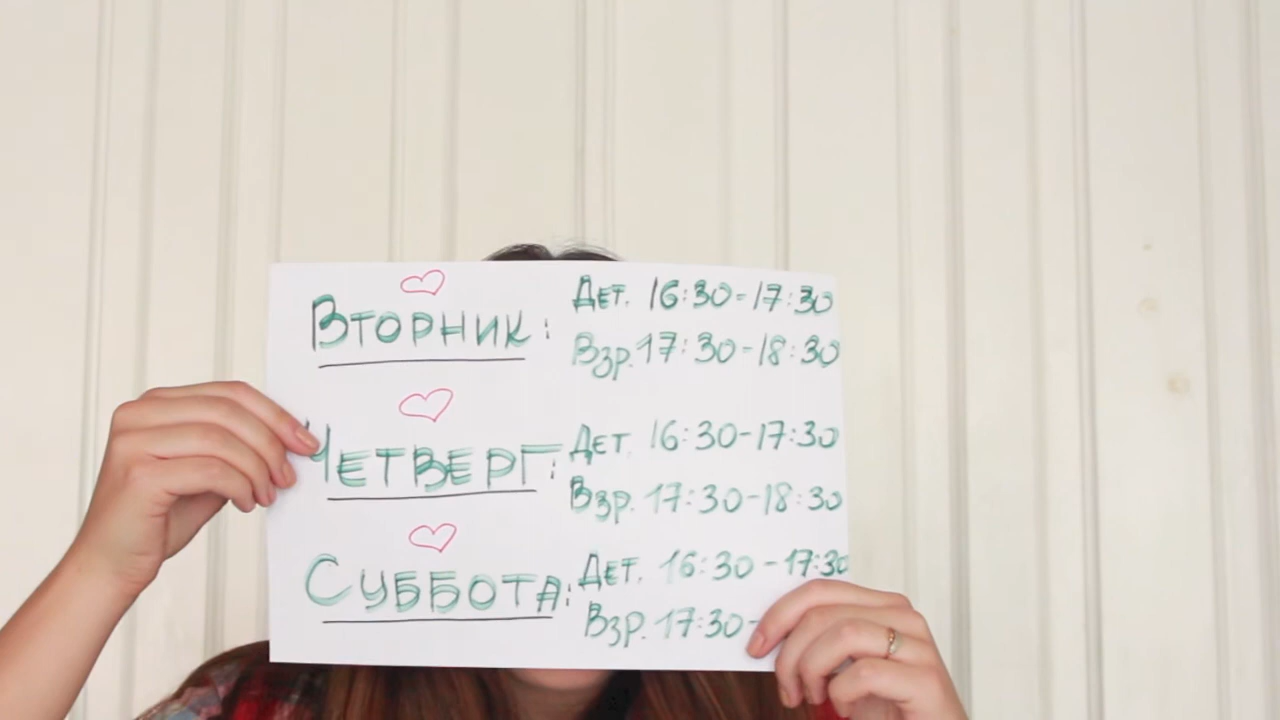 Вторник: Дет. 16:30-17:30
Взр. 17:30-18:30
Четверг: Дет. 16:30-17:30
Взр. 17:30-18:30
Суббота: Дет. 16:30-17:30
Взр. 17:30-